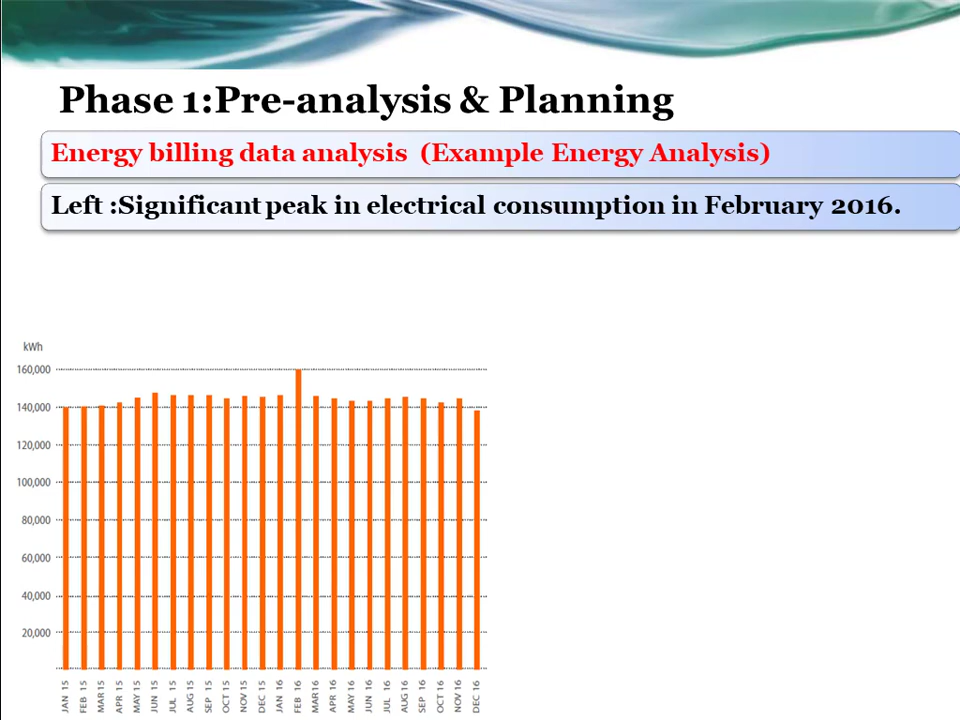 Phase 1:Pre-analysis & Planning
Energy billing data analysis (Example Energy Analysis)
Left :Significant peak in electrical consumption in February 2016.
kWh
160,000
140,000
120,000
100,000
80,000
60,000
40,000
20,000
JAN 15
FEB 15
MAR 15
APR 15
MAY 15
JUN 15
JUL 15
AUG 15
SEP 15
OCT 15
NOV 15
DEC 15
JAN 16
FEB 16
MAR 16
APR 16
MAY 16
JUN 16
JUL 16
AUG 16
SEP 16
OCT 16
NOV 16
DEC 16